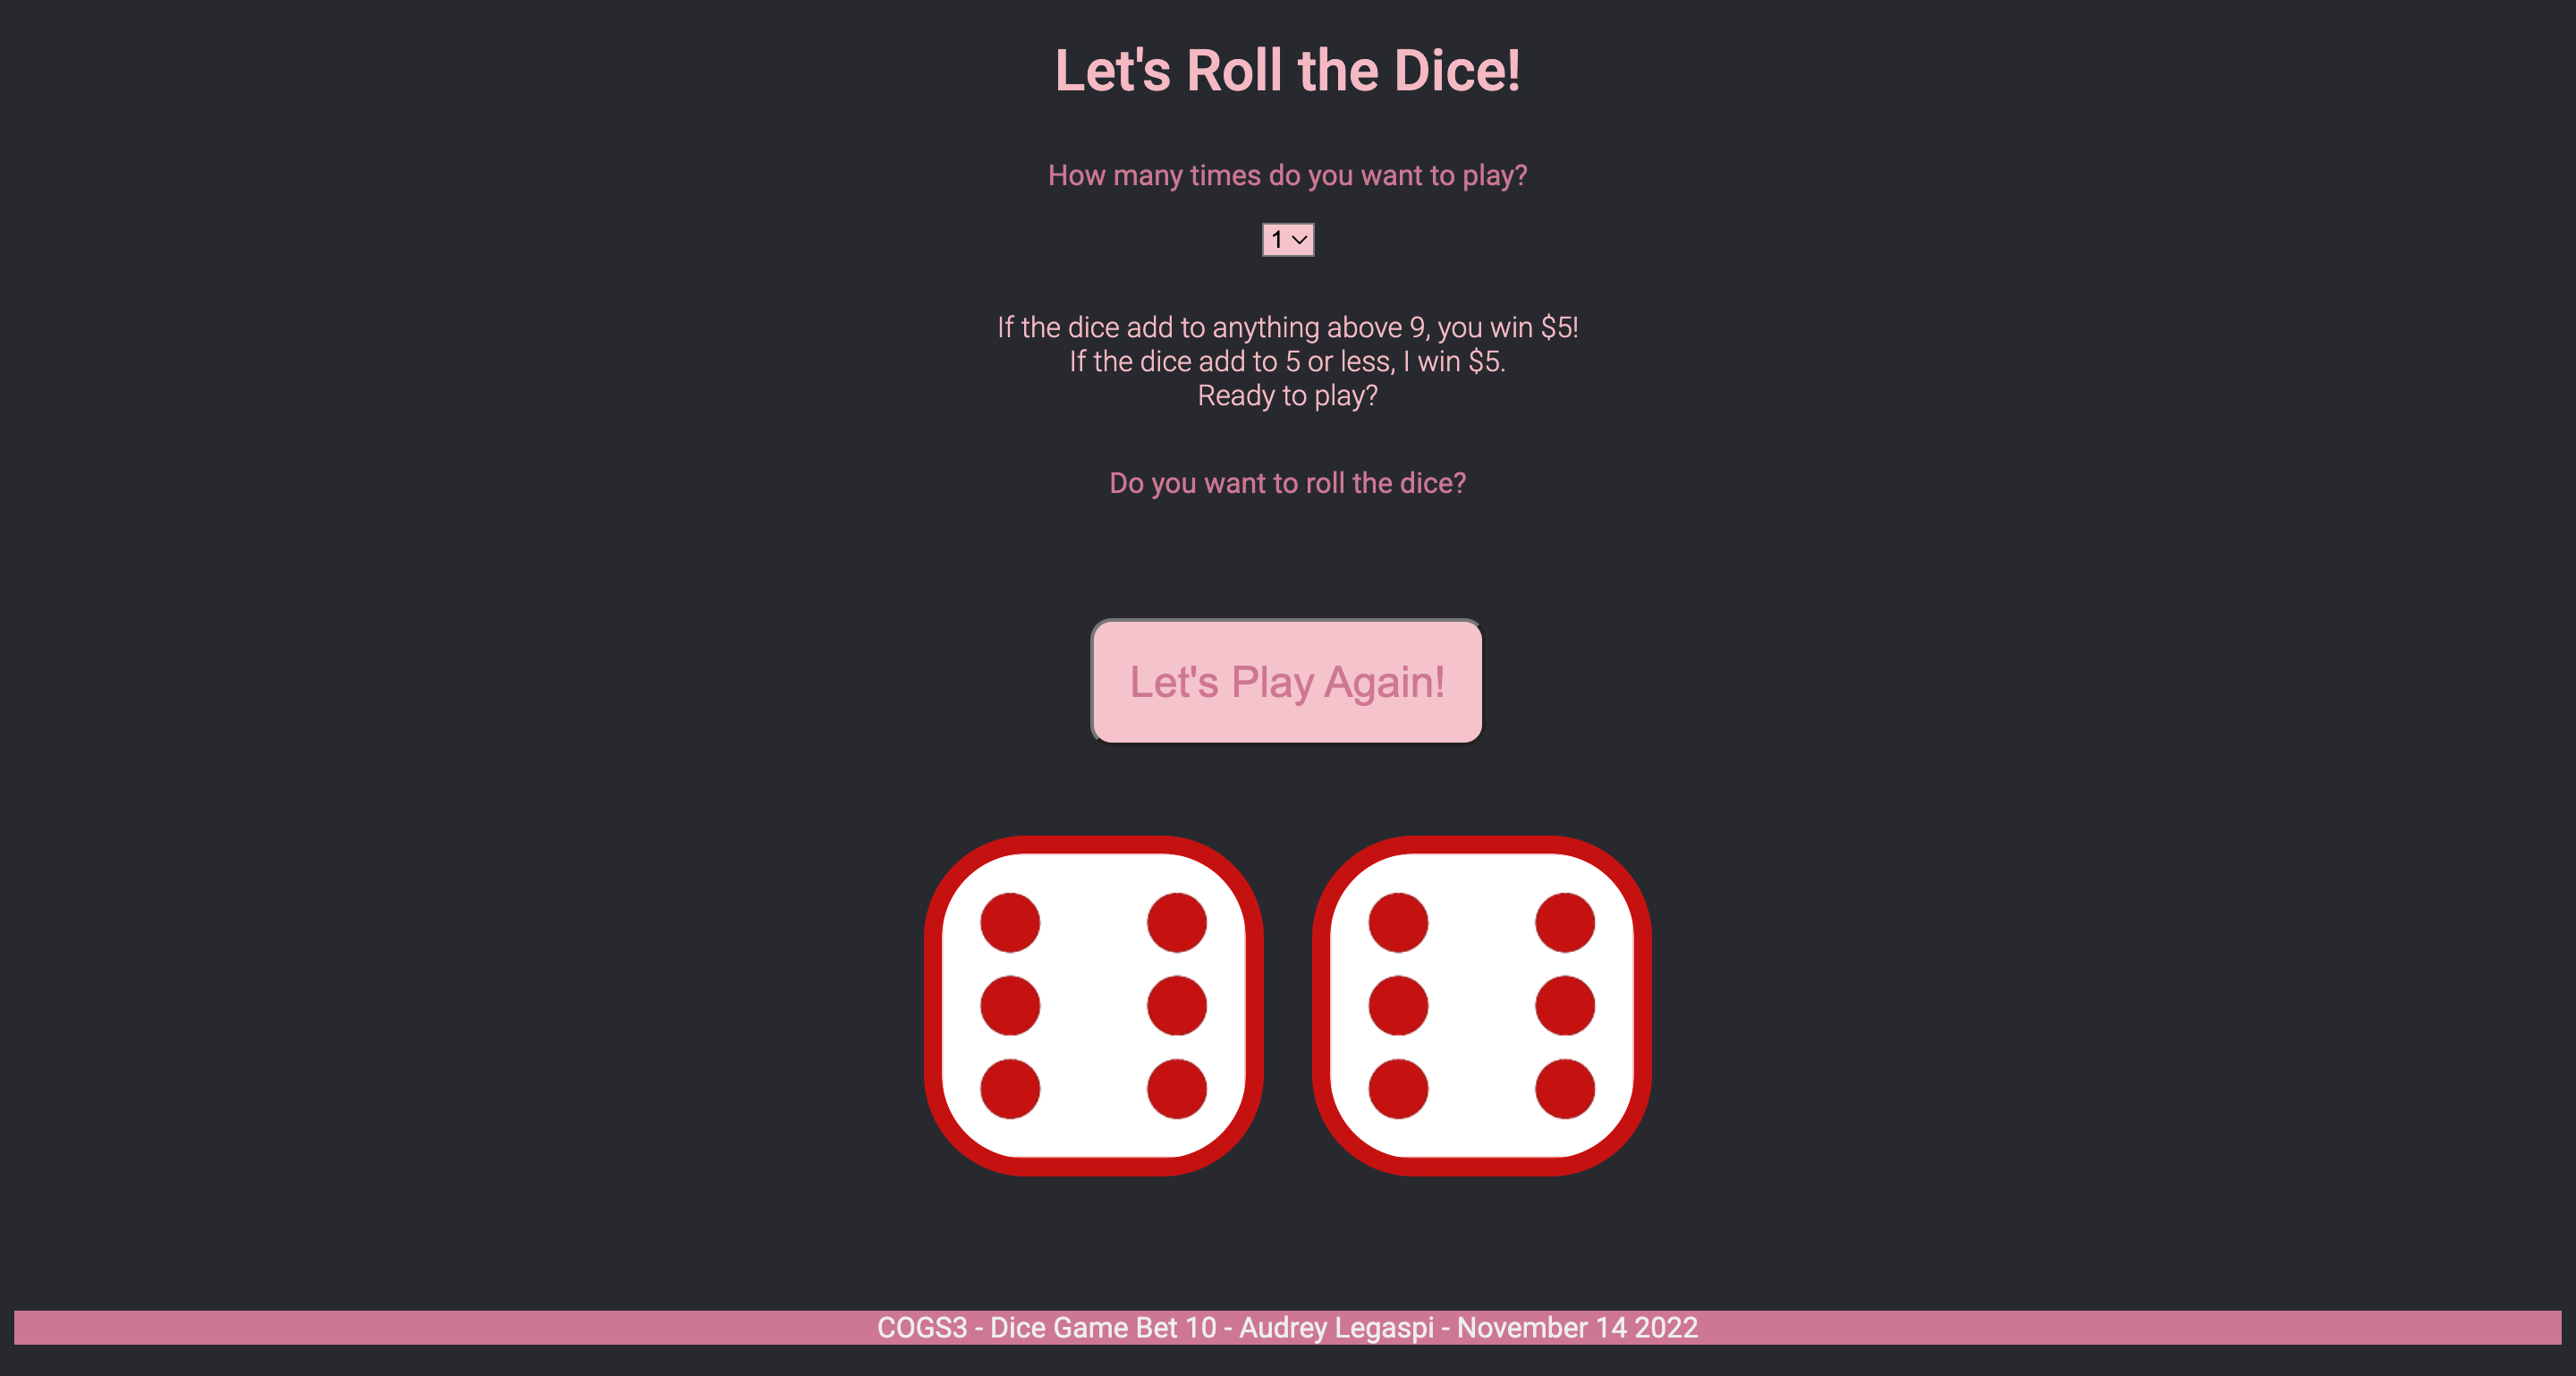 Let's Roll the Dice!
How many times do you want to play?
1
If the dice add to anything above 9, you win $5!
If the dice add to 5 or less, I win $5.
Ready to play?
Do you want to roll the dice?
Let's Play Again!
COGS3 - Dice Game Bet 10 - Audrey Legaspi - November 14 2022